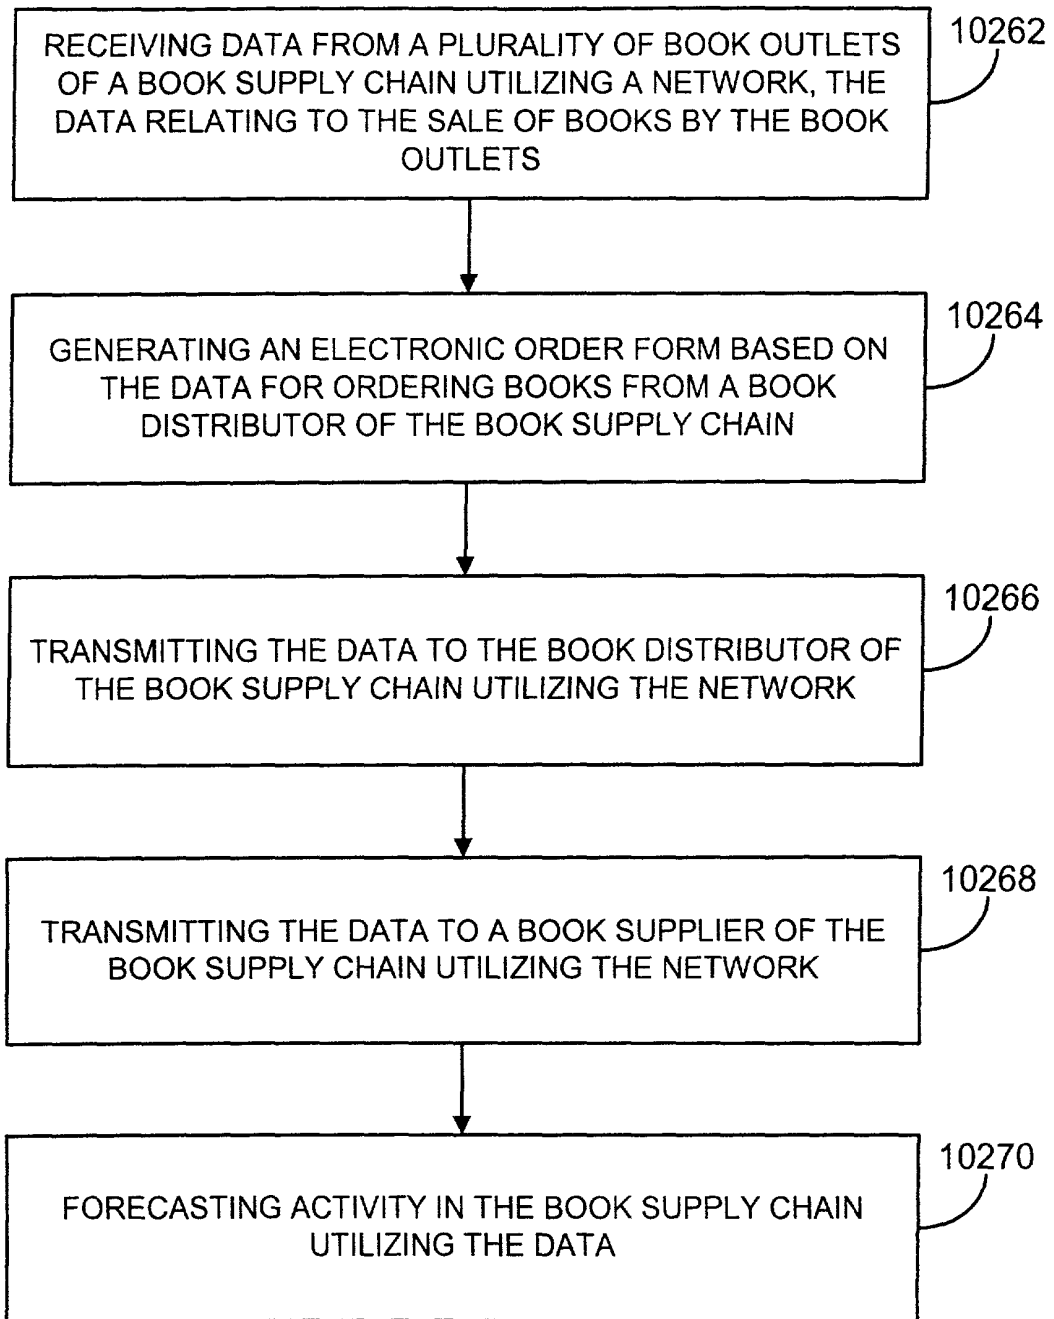 10262
RECEIVING DATA FROM A PLURALITY OF BOOK OUTLETS
OF A BOOK SUPPLY CHAIN UTILIZING A NETWORK, THE
DATA RELATING TO THE SALE OF BOOKS BY THE BOOK
OUTLETS
10264
GENERATING AN ELECTRONIC ORDER FORM BASED ON
THE DATA FOR ORDERING BOOKS FROM A BOOK
DISTRIBUTOR OF THE BOOK SUPPLY CHAIN
10266
TRANSMITTING THE DATA TO THE BOOK DISTRIBUTOR OF
THE BOOK SUPPLY CHAIN UTILIZING THE NETWORK
10268
TRANSMITTING THE DATA TO A BOOK SUPPLIER OF THE
BOOK SUPPLY CHAIN UTILIZING THE NETWORK
10270
FORECASTING ACTIVITY IN THE BOOK SUPPLY CHAIN
UTILIZING THE DATA